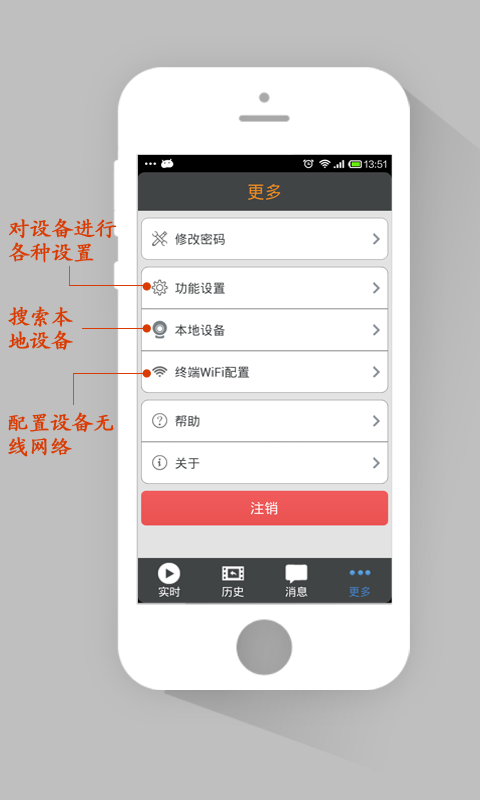 13:51
更多
修改密码
对设备进行
各种设置
功能设置
搜索本
地设备
本地设备
终端WiFi配置
配置设备无
线网络
帮助
关于
注销
实时
历史
消息
更多